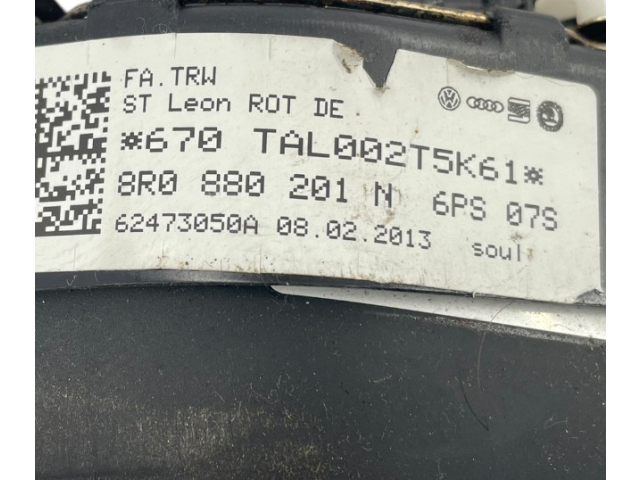 FA.TRW
ST Leon ROT DE
*670 TAL002T5K61*
8R0 880 201 N 6PS 07S
62473050A 08.02.2013 soul